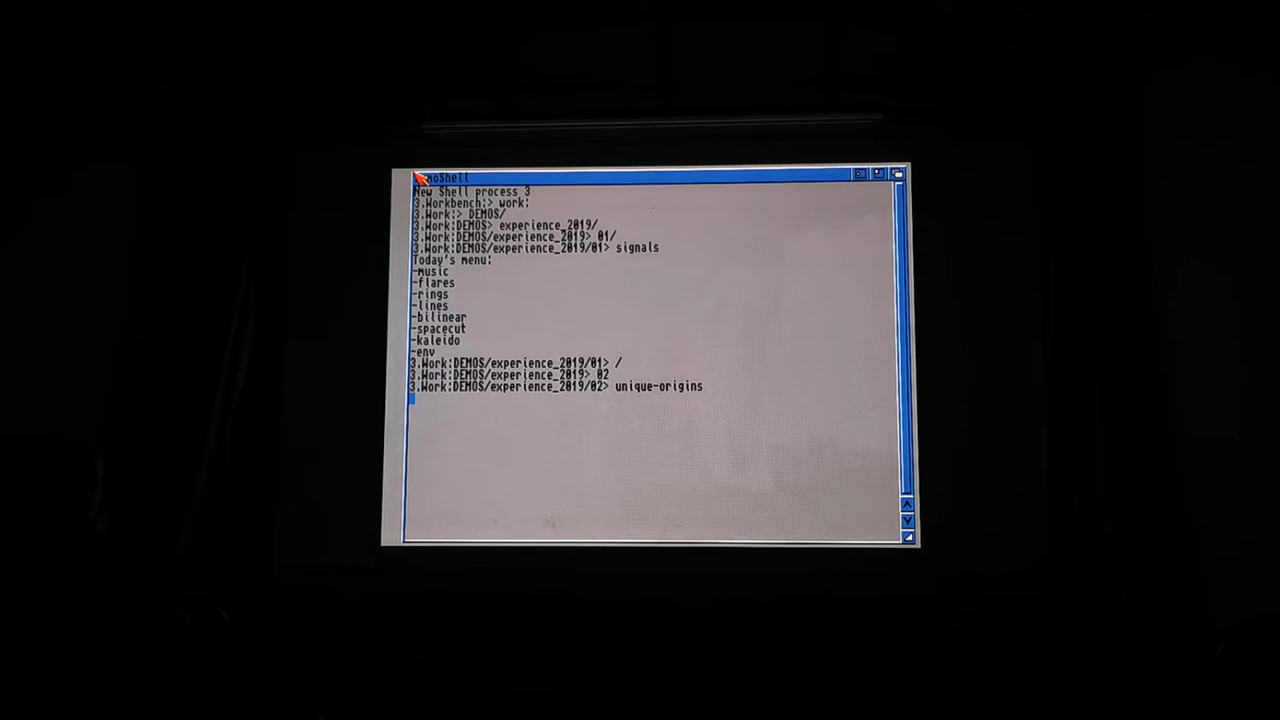 moShell
New Shell process 3
3.Workbench:> work:
3.Work:> DEMOS/
3.Work:DEMOS> experience_2019/
3.Work:DEMOS/experience_2019> 01/
3.Work:DEMOS/experience_2019/01> signals
Today's menu:
-music
-flares
-rings
-lines
-bilinear
-spacecut
-kaleido
-env
3.Work:DEMOS/experience_2019/01> /
3.Work:DEMOS/experience_2019> 02
3.Work:DEMOS/experience_2019/02> unique-origins